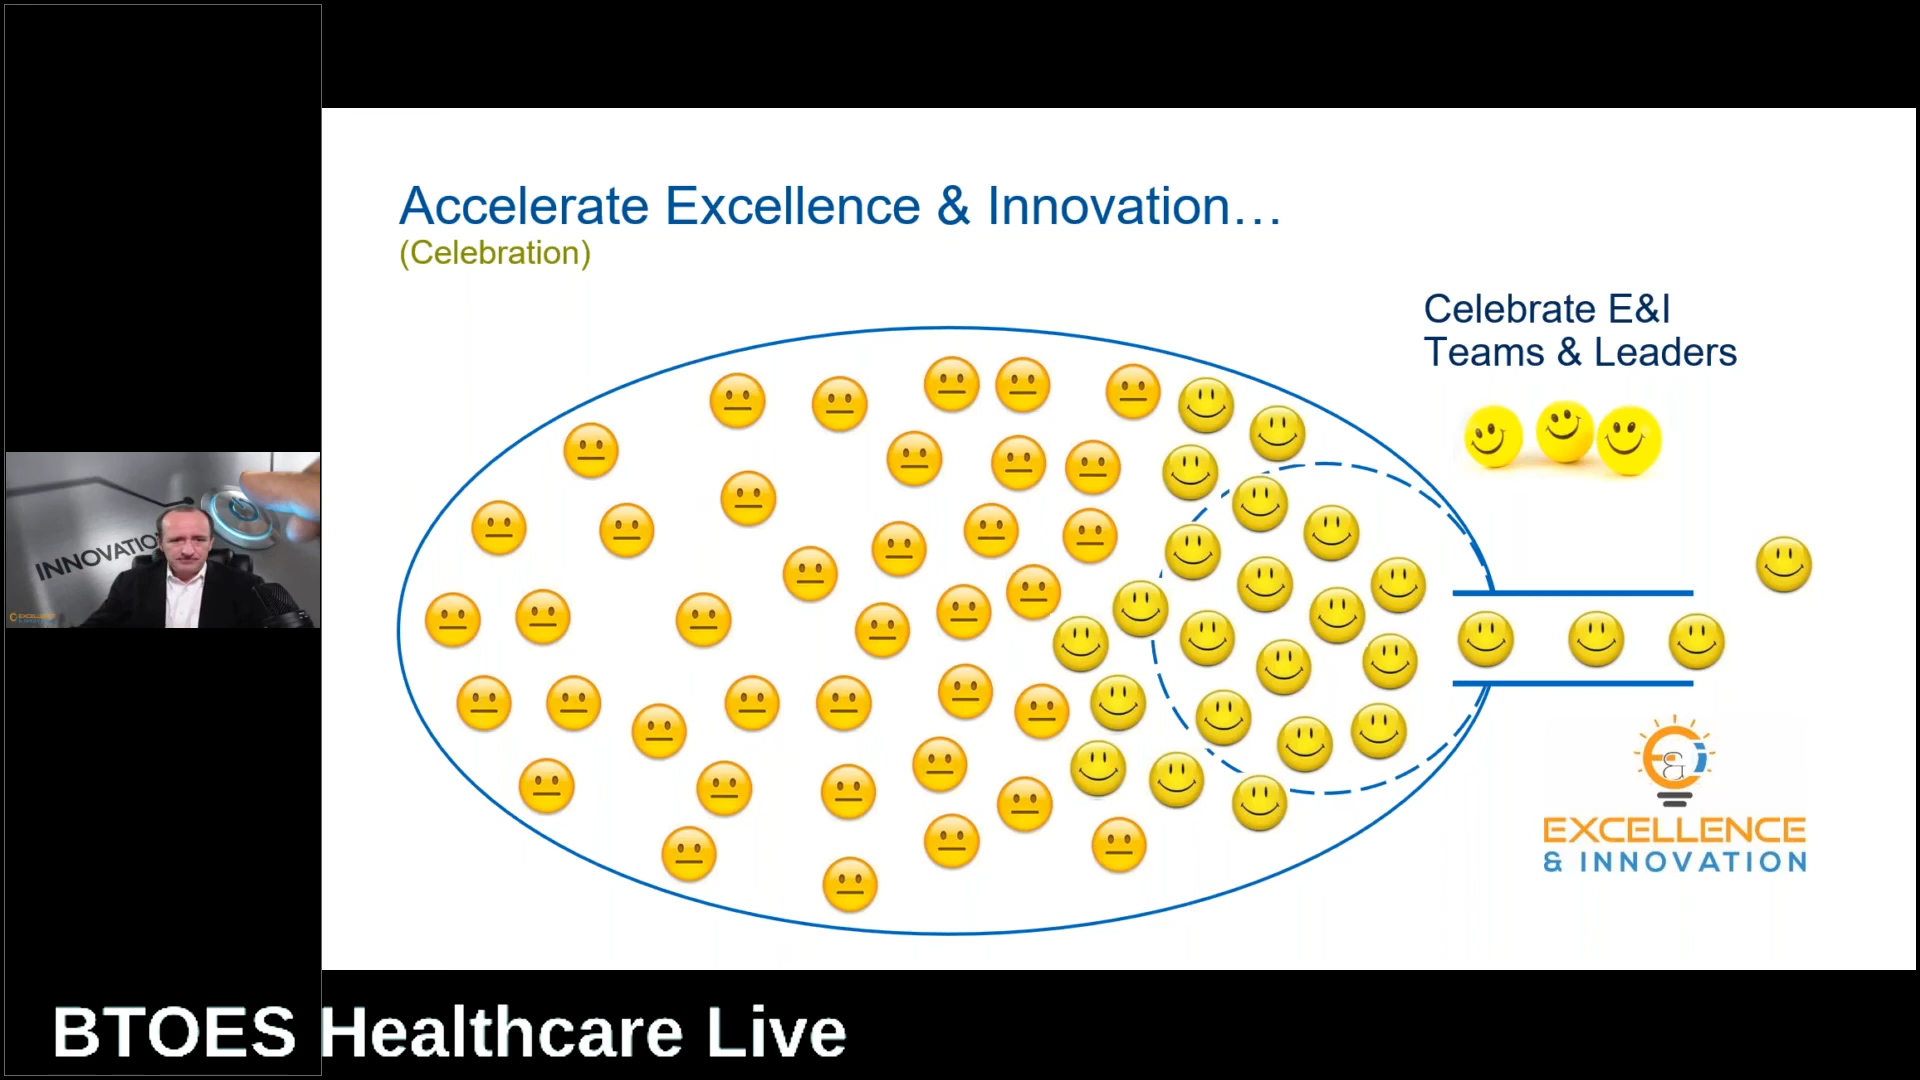 Accelerate Excellence & Innovation…
(Celebration)
Celebrate E&I
Teams & Leaders
INNOVATIO
E&i
EXCELLENCE
& INNOVATION
BTOES Healthcare Live